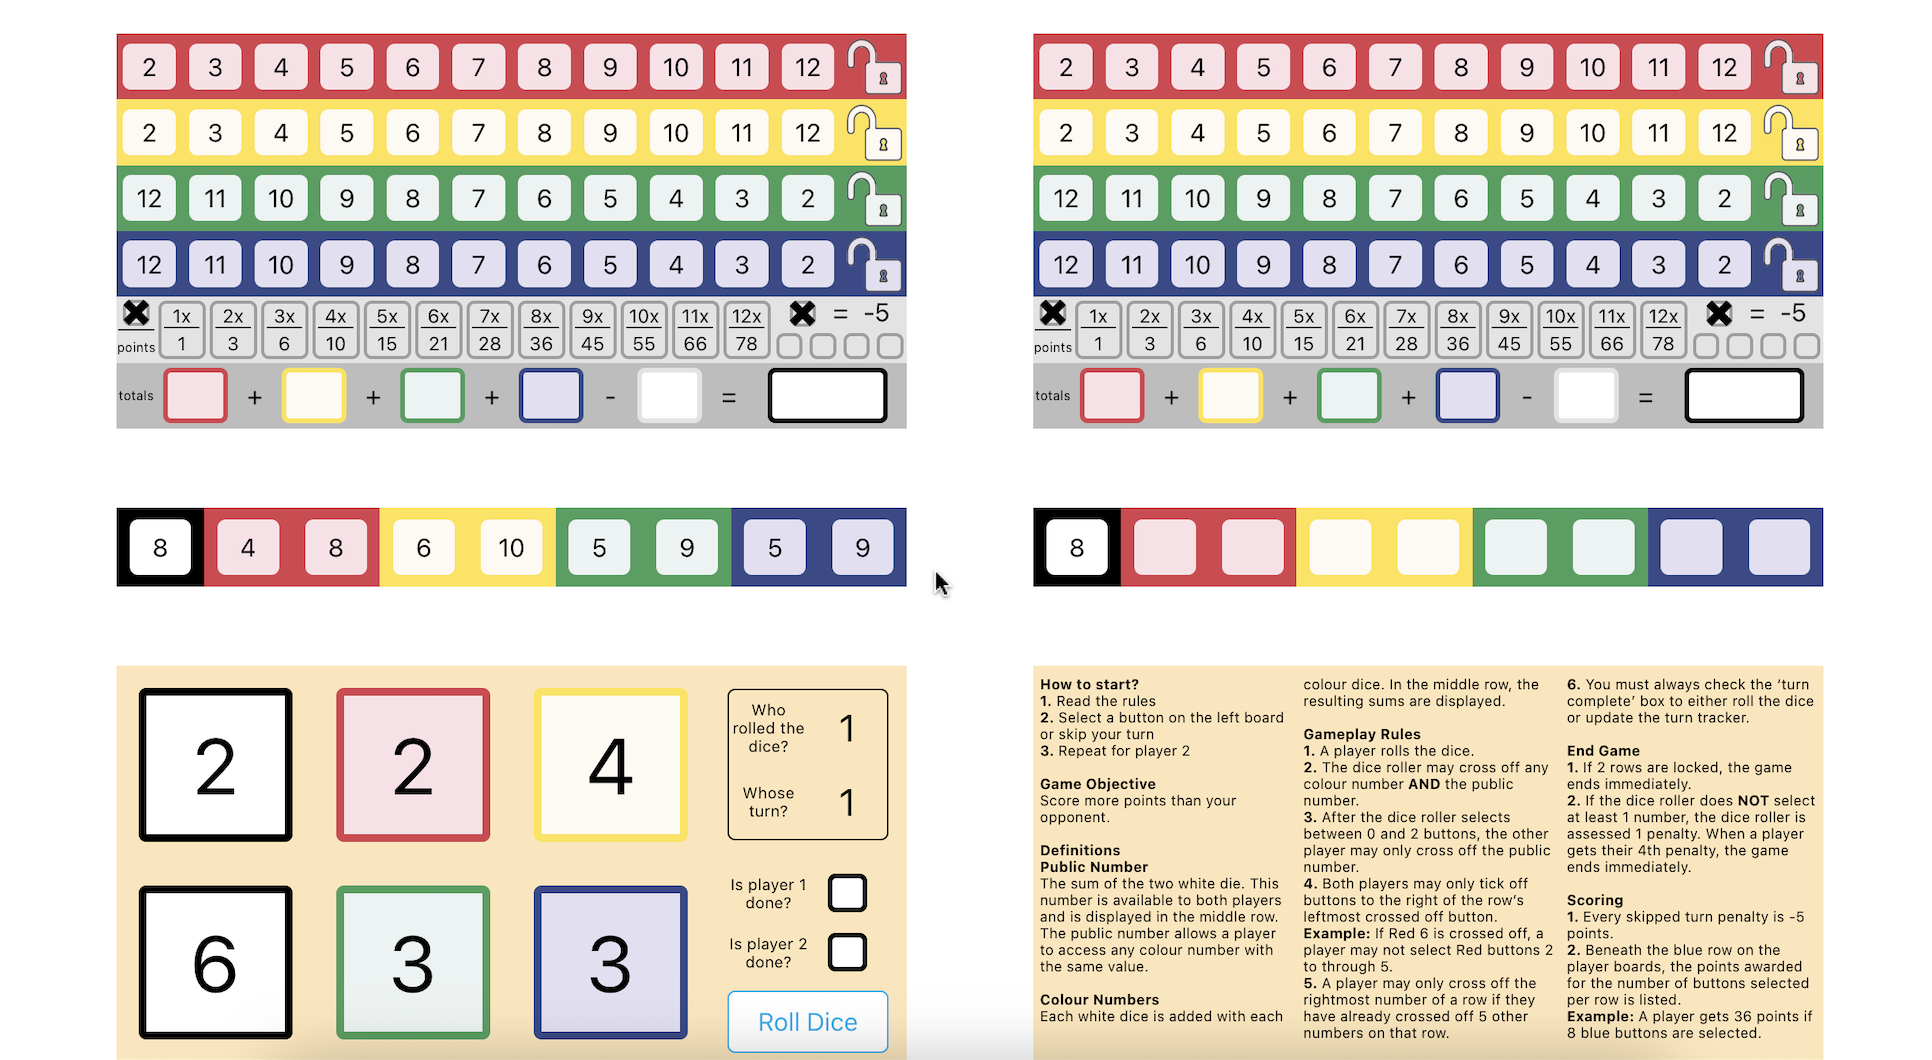 2 3 4 5 6 7 8 9 10 11 12
2 3 4 5 6 7 8 9 10 11 12
12 11 10 9 8 7 6 5 4 3 2
12 11 10 9 8 7 6 5 4 3 2
1x 2x 3x 4x 5x 6x 7x 8x 9x 10x 11x 12x = -5
points 1 3 6 10 15 21 28 36 45 55 66 78
totals + + + - =
2 3 4 5 6 7 8 9 10 11 12
2 3 4 5 6 7 8 9 10 11 12
12 11 10 9 8 7 6 5 4 3 2
12 11 10 9 8 7 6 5 4 3 2
1x 2x 3x 4x 5x 6x 7x 8x 9x 10x 11x 12x = -5
points 1 3 6 10 15 21 28 36 45 55 66 78
totals + + + - =
8 4 8 6 10 5 9 5 9
8
2 2 4
6 3 3
Who
rolled the
dice?
1
Whose
turn?
1
Is player 1
done?
Is player 2
done?
Roll Dice
How to start?
1. Read the rules
2. Select a button on the left board
or skip your turn
3. Repeat for player 2
Game Objective
Score more points than your
opponent.
Definitions
Public Number
The sum of the two white die. This
number is available to both players
and is displayed in the middle row.
The public number allows a player
to access any colour number with
the same value.
Colour Numbers
Each white dice is added with each
colour dice. In the middle row, the
resulting sums are displayed.
Gameplay Rules
1. A player rolls the dice.
2. The dice roller may cross off any
colour number AND the public
number.
3. After the dice roller selects
between 0 and 2 buttons, the other
player may only cross off the public
number.
4. Both players may only tick off
buttons to the right of the row's
leftmost crossed off button.
Example: If Red 6 is crossed off, a
player may not select Red buttons 2
to through 5.
5. A player may only cross off the
rightmost number of a row if they
have already crossed off 5 other
numbers on that row.
6. You must always check the 'turn
complete' box to either roll the dice
or update the turn tracker.
End Game
1. If 2 rows are locked, the game
ends immediately.
2. If the dice roller does NOT select
at least 1 number, the dice roller is
assessed 1 penalty. When a player
gets their 4th penalty, the game
ends immediately.
Scoring
1. Every skipped turn penalty is -5
points.
2. Beneath the blue row on the
player boards, the points awarded
for the number of buttons selected
per row is listed.
Example: A player gets 36 points if
8 blue buttons are selected.